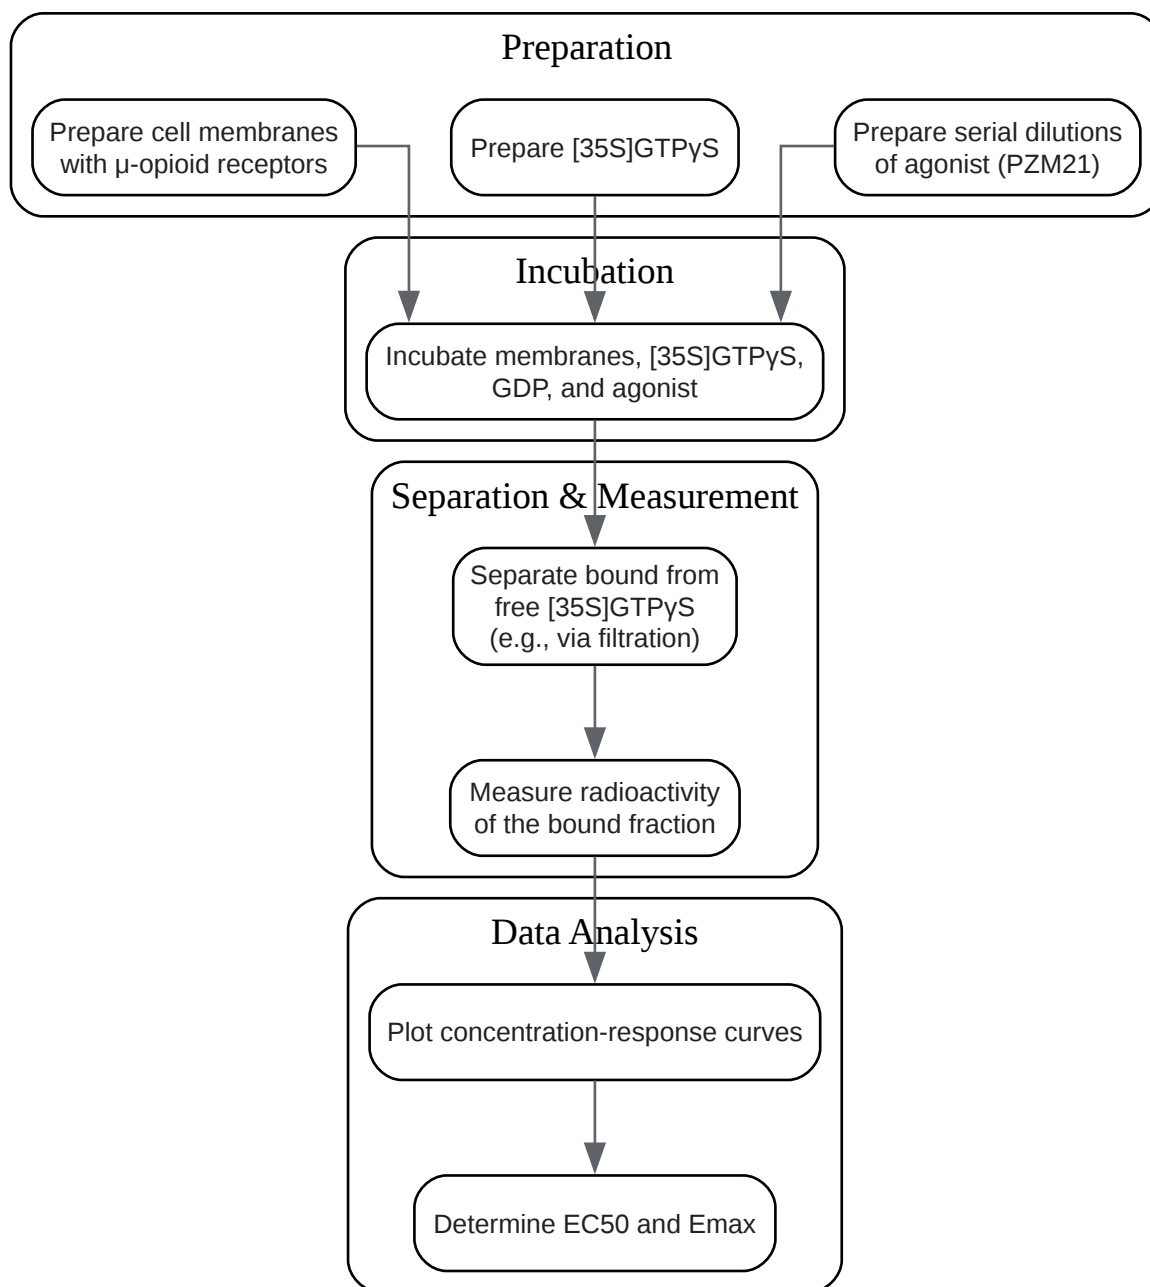 Preparation
Prepare cell membranes
with μ-opioid receptors
Prepare [35S]GTPγS
Prepare serial dilutions
of agonist (PZM21)
Incubation
Incubate membranes, [35S]GTPγS,
GDP, and agonist
Separation & Measurement
Separate bound from
free [35S]GTPγS
(e.g., via filtration)
Measure radioactivity
of the bound fraction
Data Analysis
Plot concentration-response curves
Determine EC50 and Emax